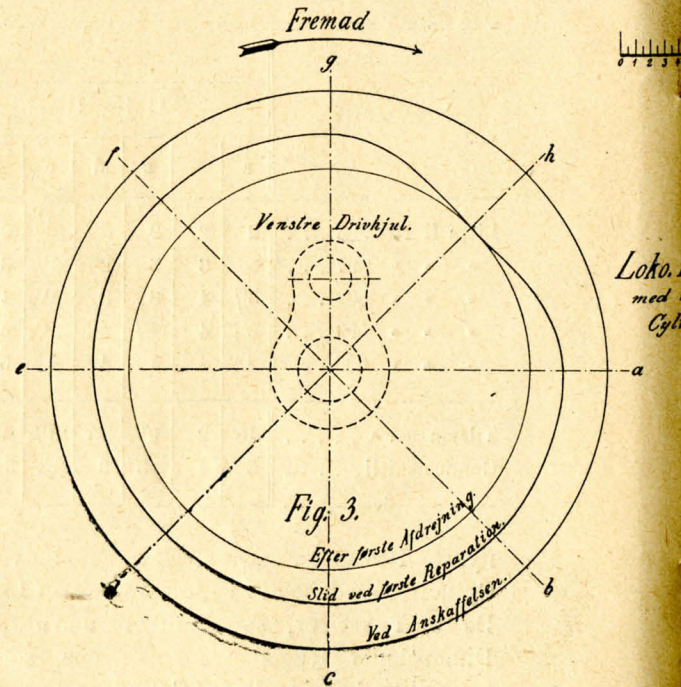 Fremad
g
0 1 2 3 4
f
h
Venstre Drivhjul.
Loko.
med
e
a
Fig. 3.
Efter første Afdrejning.
Slid ved første Reparation.
Ved Anskaffelsen.
b
c